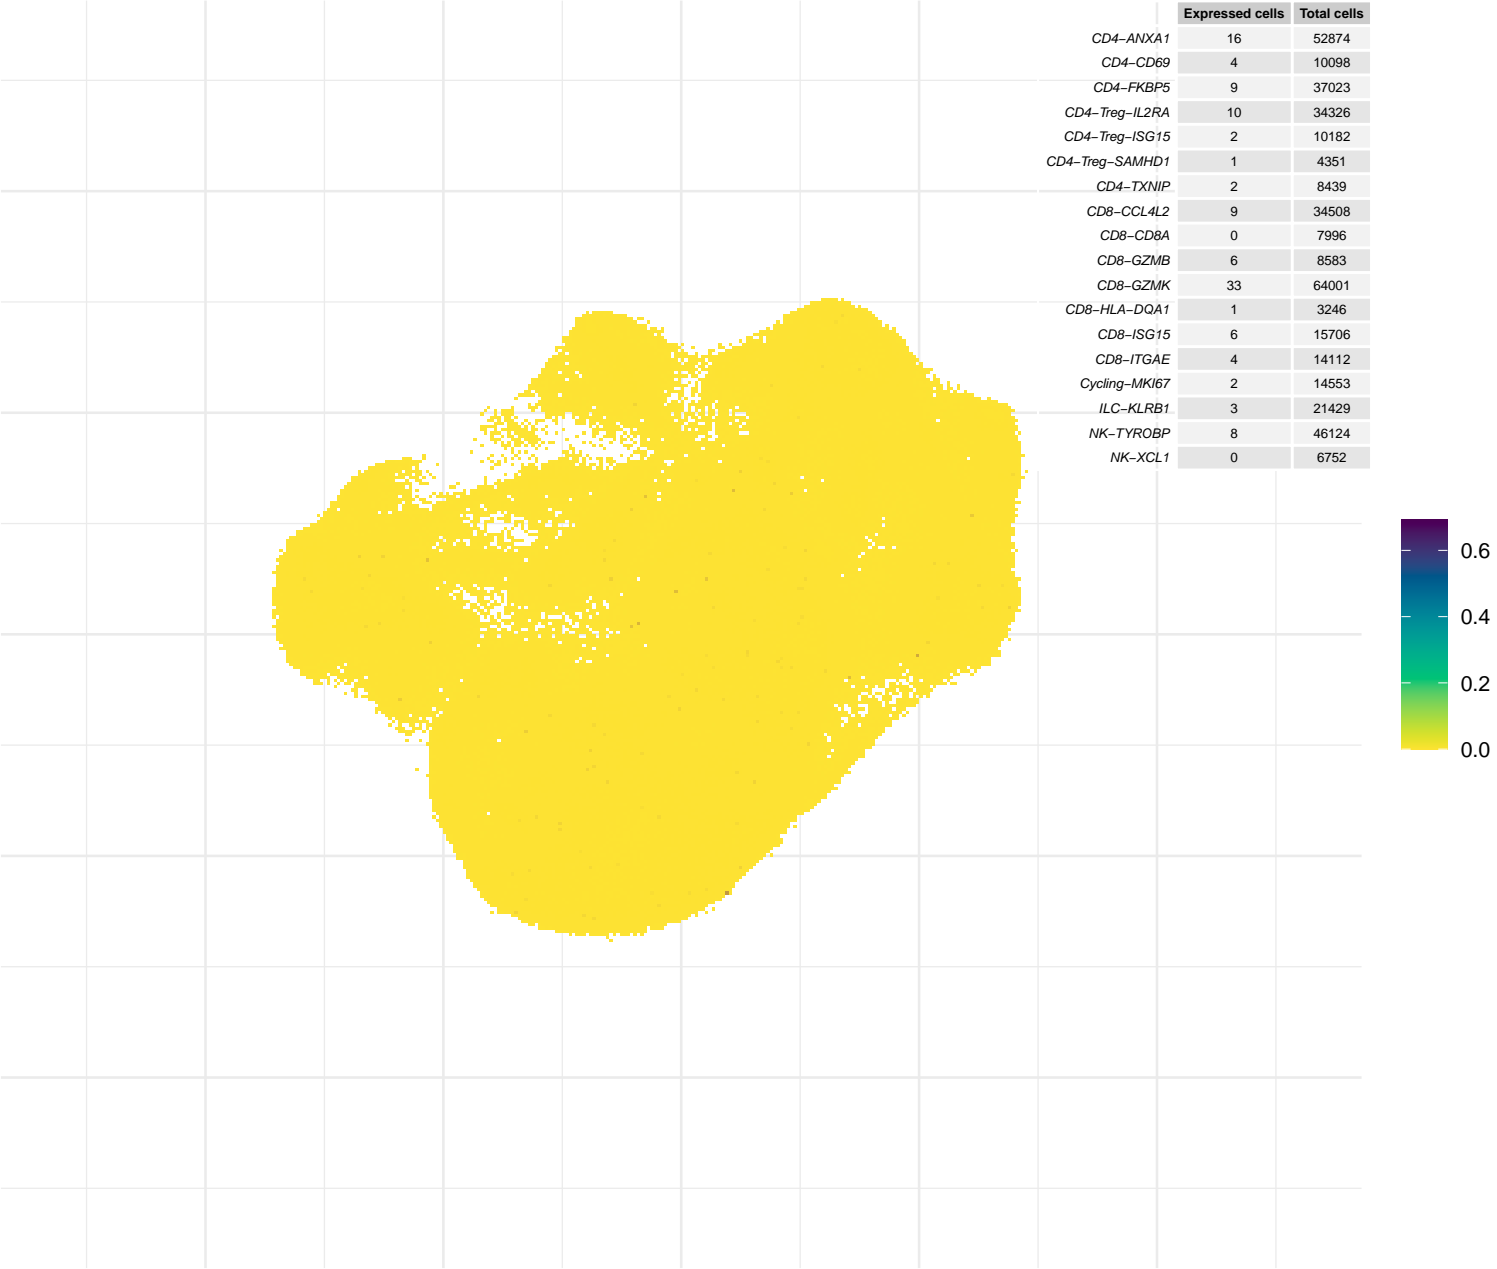 Expressed cells Total cells
CD4−ANXA1 16 52874
CD4−CD69 4 10098
CD4−FKBP5 9 37023
CD4−Treg−IL2RA 10 34326
CD4−Treg−ISG15 2 10182
CD4−Treg−SAMHD1 1 4351
CD4−TXNIP 2 8439
CD8−CCL4L2 9 34508
CD8−CD8A 0 7996
CD8−GZMB 6 8583
CD8−GZMK 33 64001
CD8−HLA−DQA1 1 3246
CD8−ISG15 6 15706
CD8−ITGAE 4 14112
Cycling−MKI67 2 14553
ILC−KLRB1 3 21429
NK−TYROBP 8 46124
NK−XCL1 0 6752
0.6
0.4
0.2
0.0